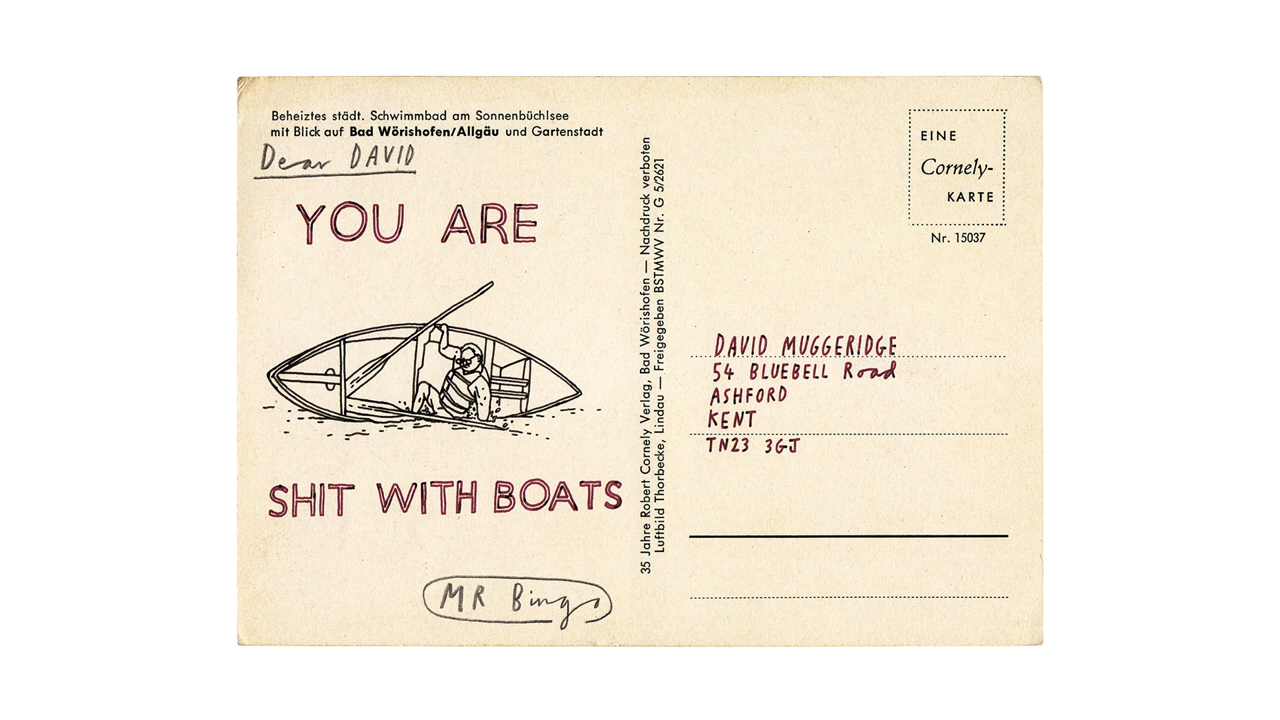 Beheiztes städt. Schwimmbad am Sonnenbüchlsee
mit Blick auf Bad Wörishofen/Allgäu und Gartenstadt
Dear DAVID
YOU ARE
SHIT WITH BOATS
MR Bingo
35 Jahre Robert Cornely Verlag, Bad Wörishofen — Nachdruck verboten
Luftbild Thorbecke, Lindau — Freigegeben BSTMWV Nr. G 5/2621
EINE
Cornely-
KARTE
Nr. 15037
DAVID MUGGERIDGE
54 BLUEBELL Road
ASHFORD
KENT
TN23 3GJ